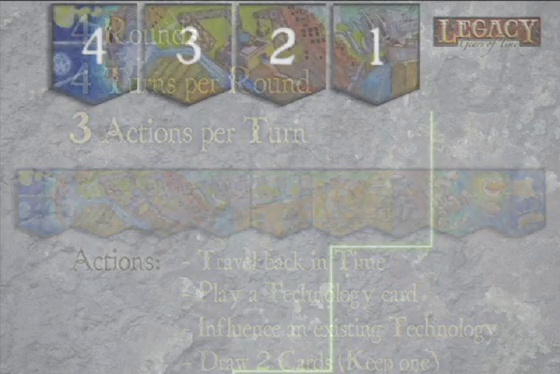 4 3 2 1
LEGACY
Gears of Time
4 Rounds
4 Turns per Round
3 Actions per Turn
Actions: - Travel back in Time
- Play a Technology card
- Influence an existing Technology
- Draw 2 Cards (Keep one)